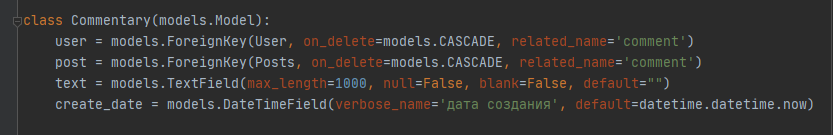 class Commentary(models.Model):
    user = models.ForeignKey(User, on_delete=models.CASCADE, related_name='comment')
    post = models.ForeignKey(Posts, on_delete=models.CASCADE, related_name='comment')
    text = models.TextField(max_length=1000, null=False, blank=False, default="")
    create_date = models.DateTimeField(verbose_name='дата создания', default=datetime.datetime.now)